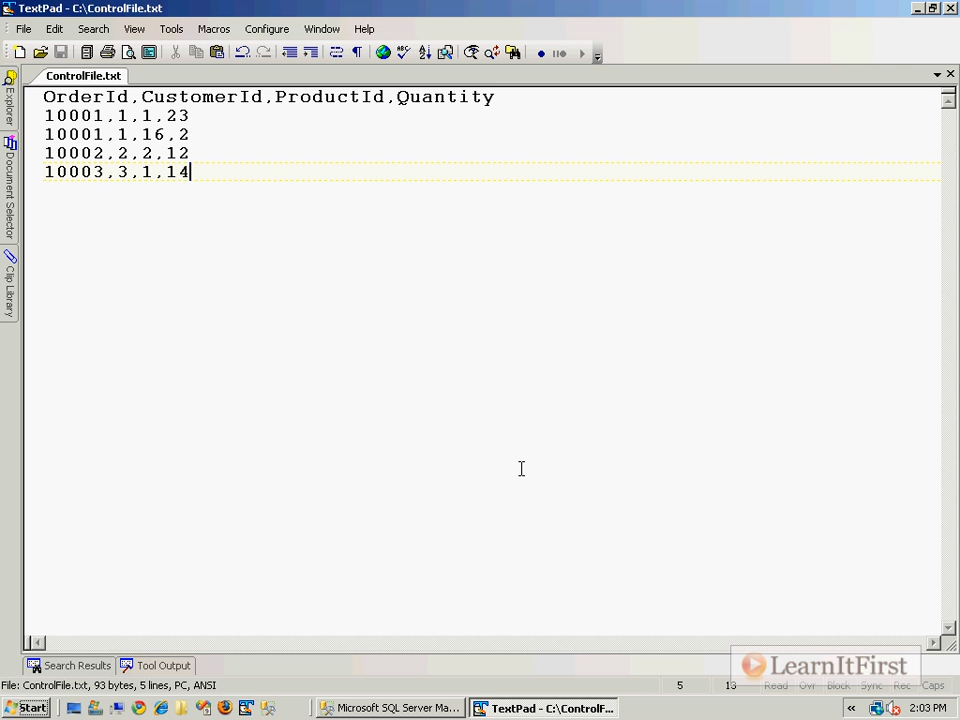 TextPad - C:\ControlFile.txt
File Edit Search View Tools Macros Configure Window Help
ControlFile.txt
Explorer
Document Selector
Clip Library
OrderId,CustomerId,ProductId,Quantity
10001,1,1,23
10001,1,16,2
10002,2,2,12
10003,3,1,14
Search Results Tool Output
LearnItFirst
File: ControlFile.txt, 93 bytes, 5 lines, PC, ANSI 5 13 Read Ovr Block Sync Rec Caps
Start Microsoft SQL Server Ma... TextPad - C:\ControlF... « 2:03 PM